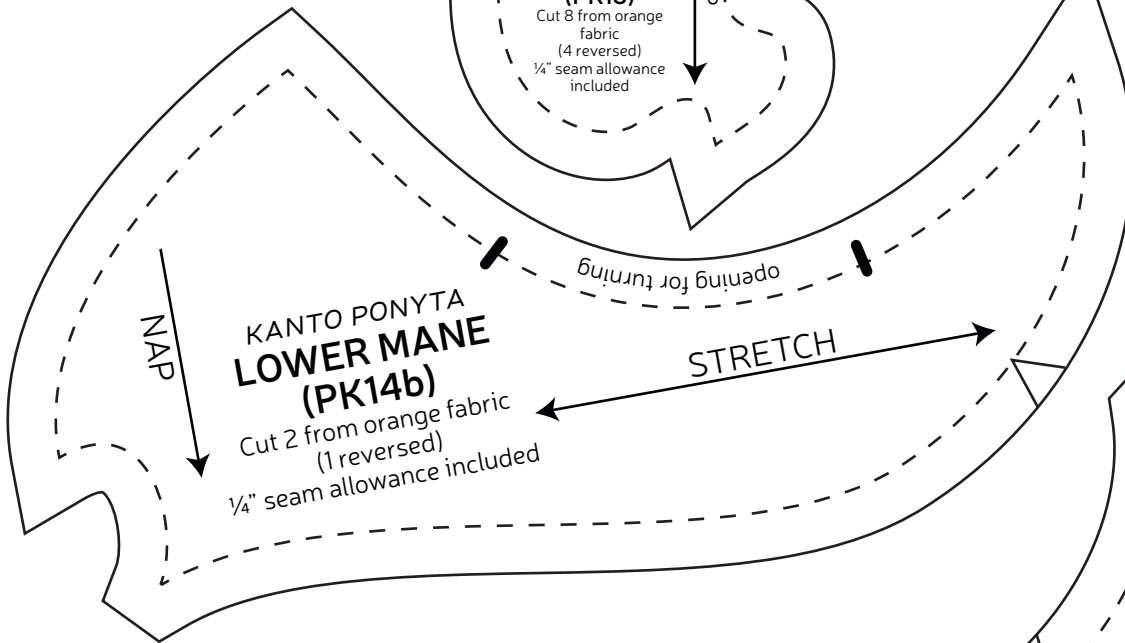 Cut 8 from orange
fabric
(4 reversed)
¼” seam allowance
included
opening for turning
NAP
KANTO PONYTA
LOWER MANE
(PK14b)
Cut 2 from orange fabric
(1 reversed)
¼” seam allowance included
STRETCH